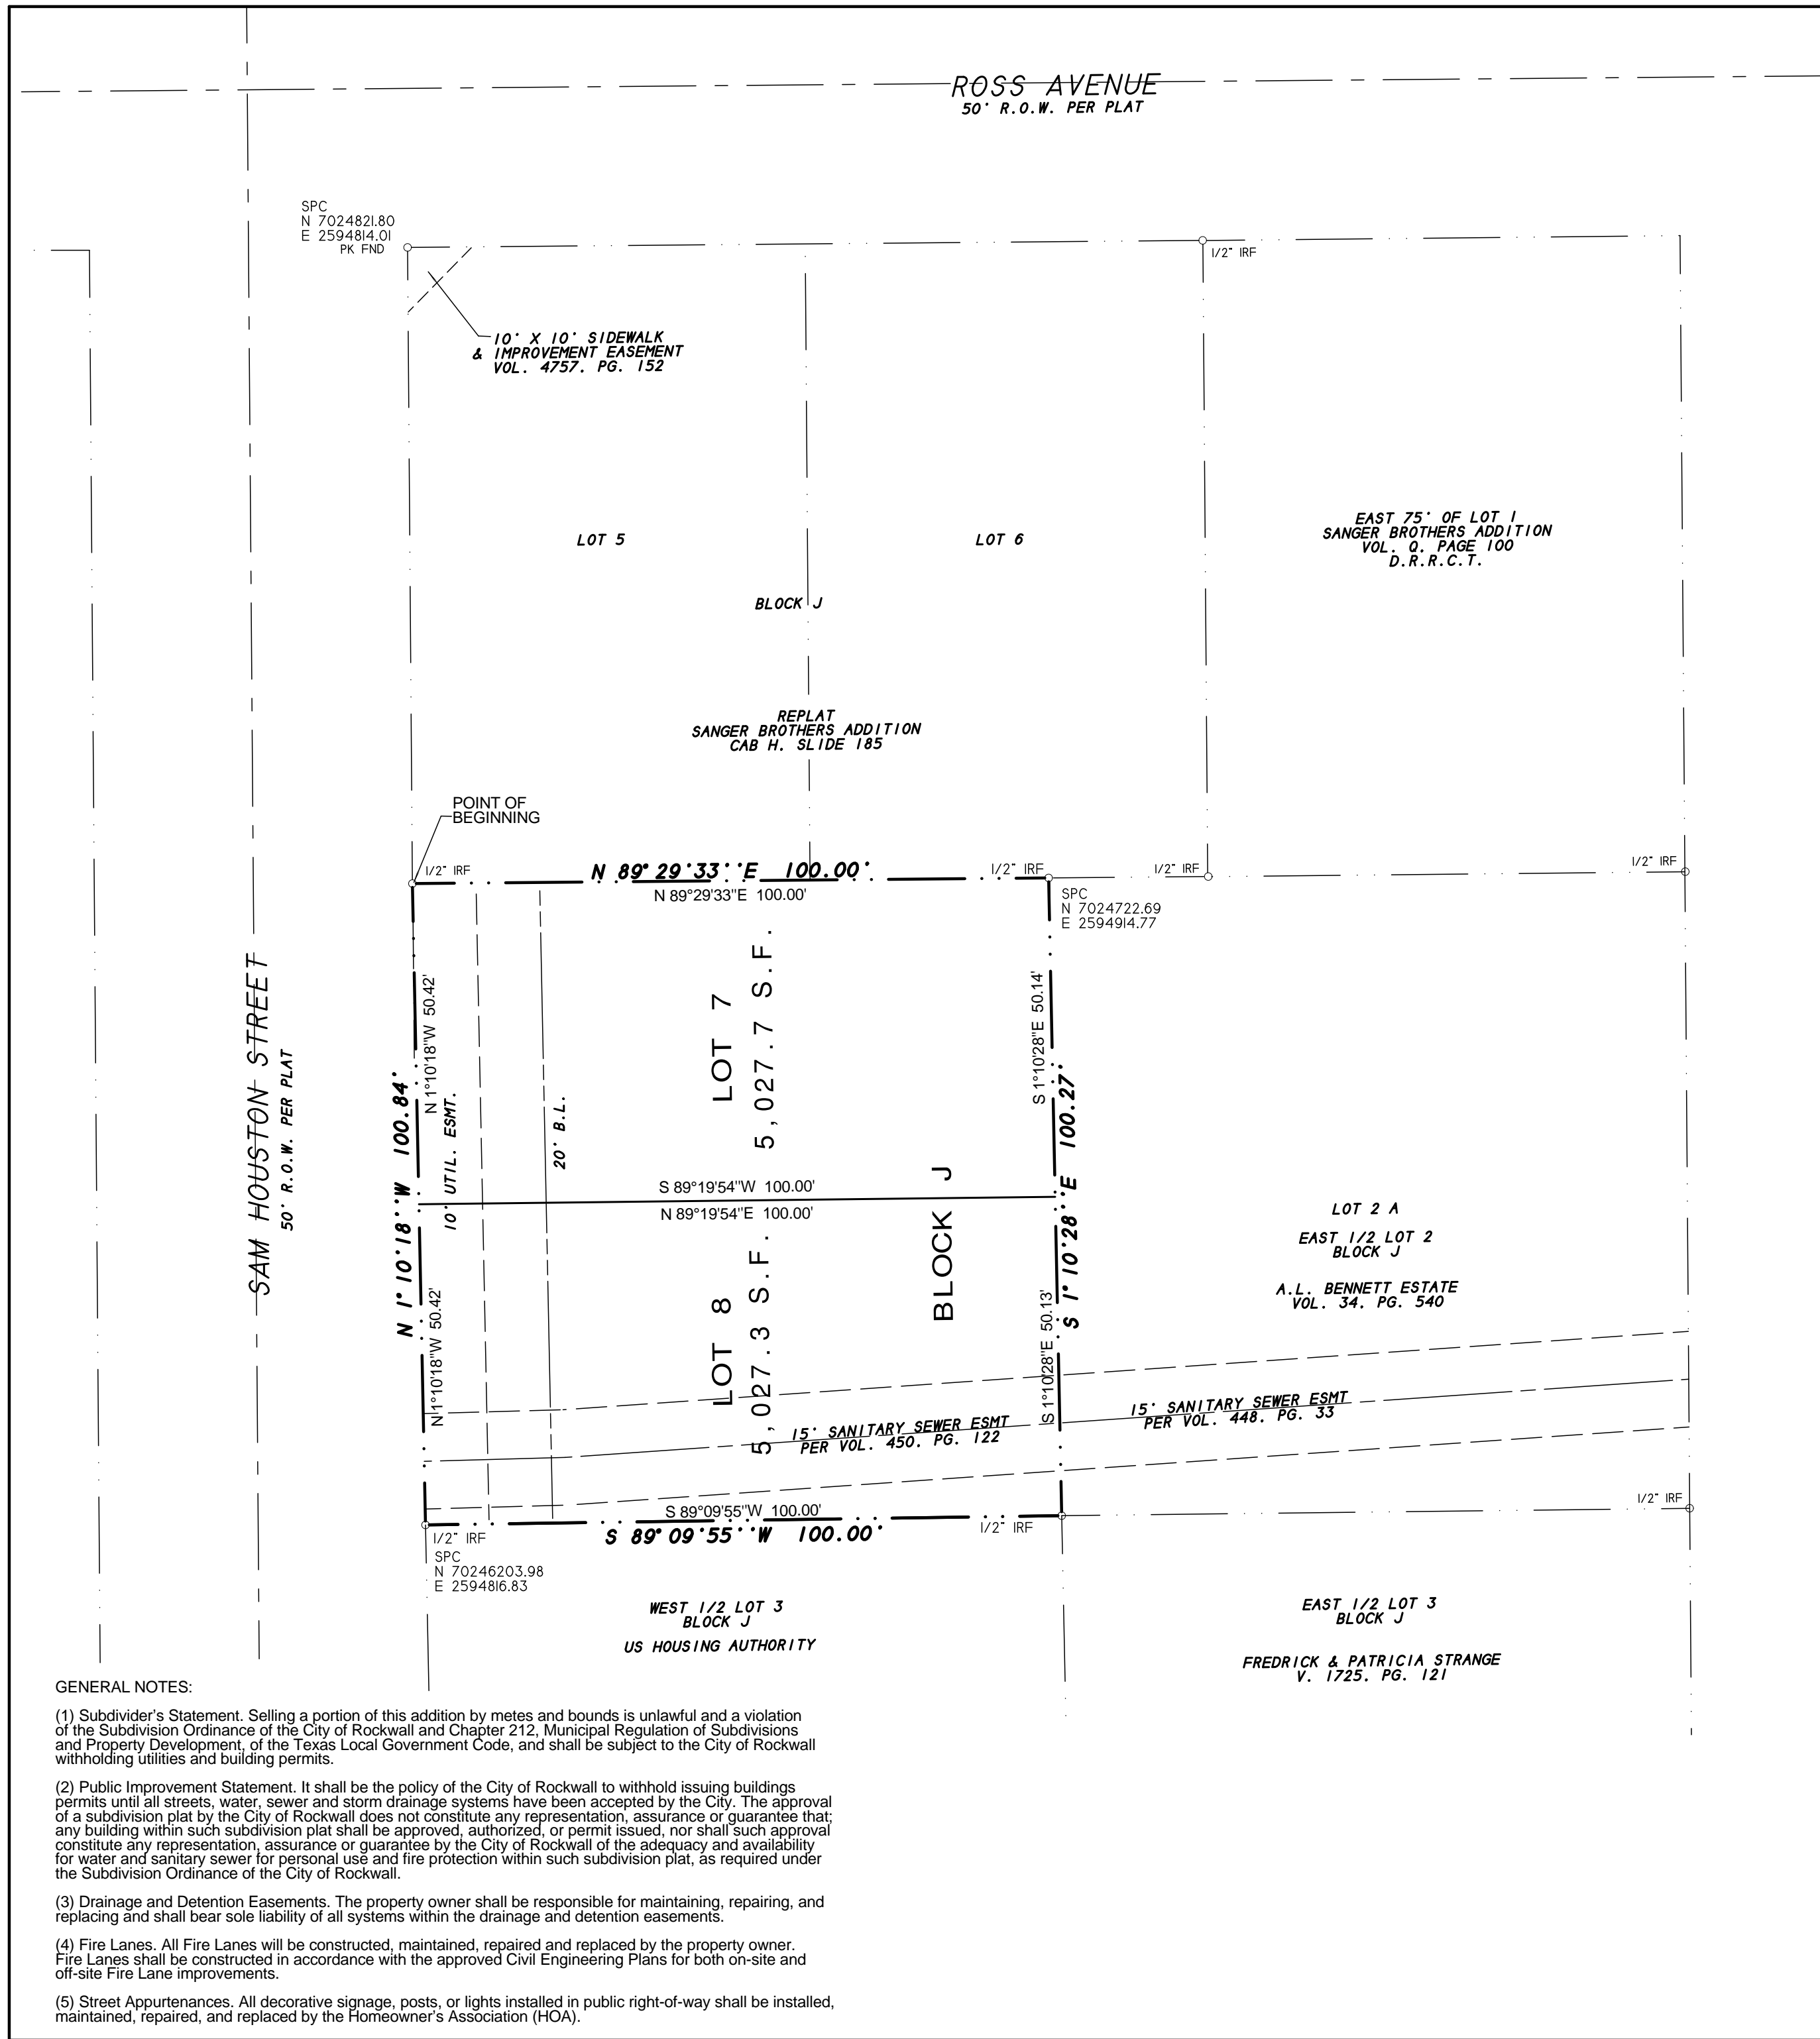 ROSS AVENUE
50' R.O.W. PER PLAT
SPC
N 7024821.80
E 2594814.01
PK FND
1/2" IRF
10' X 10' SIDEWALK
& IMPROVEMENT EASEMENT
VOL. 4757. PG. 152
LOT 5
LOT 6
EAST 75' OF LOT 1
SANGER BROTHERS ADDITION
VOL. Q. PAGE 100
D.R.R.C.T.
BLOCK J
REPLAT
SANGER BROTHERS ADDITION
CAB H. SLIDE 185
POINT OF
BEGINNING
1/2" IRF
N 89° 29'33''E 100.00'
1/2" IRF
1/2" IRF
1/2" IRF
N 89°29'33"E 100.00'
SPC
N 7024722.69
E 2594914.77
SAM HOUSTON STREET
50' R.O.W. PER PLAT
N 1° 10'18''W 100.84'
N 1°10'18"W 50.42'
10' UTIL. ESMT.
20' B.L.
LOT 7
5,027.7 S.F.
S 1°10'28"E 50.14'
S 1° 10'28''E 100.27'
S 89°19'54"W 100.00'
N 89°19'54"E 100.00'
BLOCK J
N 1°10'18"W 50.42'
LOT 8
5,027.3 S.F.
S 1°10'28"E 50.13'
LOT 2 A
EAST 1/2 LOT 2
BLOCK J
A.L. BENNETT ESTATE
VOL. 34. PG. 540
15' SANITARY SEWER ESMT
PER VOL. 450. PG. 122
15' SANITARY SEWER ESMT
PER VOL. 448. PG. 33
S 89°09'55"W 100.00'
1/2" IRF
S 89° 09'55''W 100.00'
1/2" IRF
1/2" IRF
SPC
N 70246203.98
E 2594816.83
WEST 1/2 LOT 3
BLOCK J
US HOUSING AUTHORITY
EAST 1/2 LOT 3
BLOCK J
FREDRICK & PATRICIA STRANGE
V. 1725. PG. 121
GENERAL NOTES:
(1) Subdivider's Statement. Selling a portion of this addition by metes and bounds is unlawful and a violation
of the Subdivision Ordinance of the City of Rockwall and Chapter 212, Municipal Regulation of Subdivisions
and Property Development, of the Texas Local Government Code, and shall be subject to the City of Rockwall
withholding utilities and building permits.
(2) Public Improvement Statement. It shall be the policy of the City of Rockwall to withhold issuing buildings
permits until all streets, water, sewer and storm drainage systems have been accepted by the City. The approval
of a subdivision plat by the City of Rockwall does not constitute any representation, assurance or guarantee that;
any building within such subdivision plat shall be approved, authorized, or permit issued, nor shall such approval
constitute any representation, assurance or guarantee by the City of Rockwall of the adequacy and availability
for water and sanitary sewer for personal use and fire protection within such subdivision plat, as required under
the Subdivision Ordinance of the City of Rockwall.
(3) Drainage and Detention Easements. The property owner shall be responsible for maintaining, repairing, and
replacing and shall bear sole liability of all systems within the drainage and detention easements.
(4) Fire Lanes. All Fire Lanes will be constructed, maintained, repaired and replaced by the property owner.
Fire Lanes shall be constructed in accordance with the approved Civil Engineering Plans for both on-site and
off-site Fire Lane improvements.
(5) Street Appurtenances. All decorative signage, posts, or lights installed in public right-of-way shall be installed,
maintained, repaired, and replaced by the Homeowner's Association (HOA).